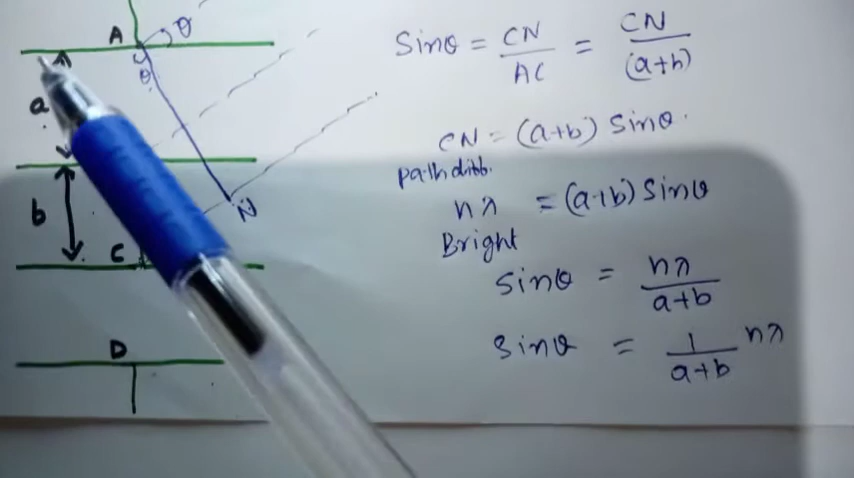 A θ
θ
a
b
N
C
D
Sinθ = CN/AC = CN/(a+b)
CN = (a+b) Sinθ.
Path diff.
nλ = (a+b) Sinθ
Bright
Sinθ = nλ/a+b
Sinθ = 1/a+b nλ